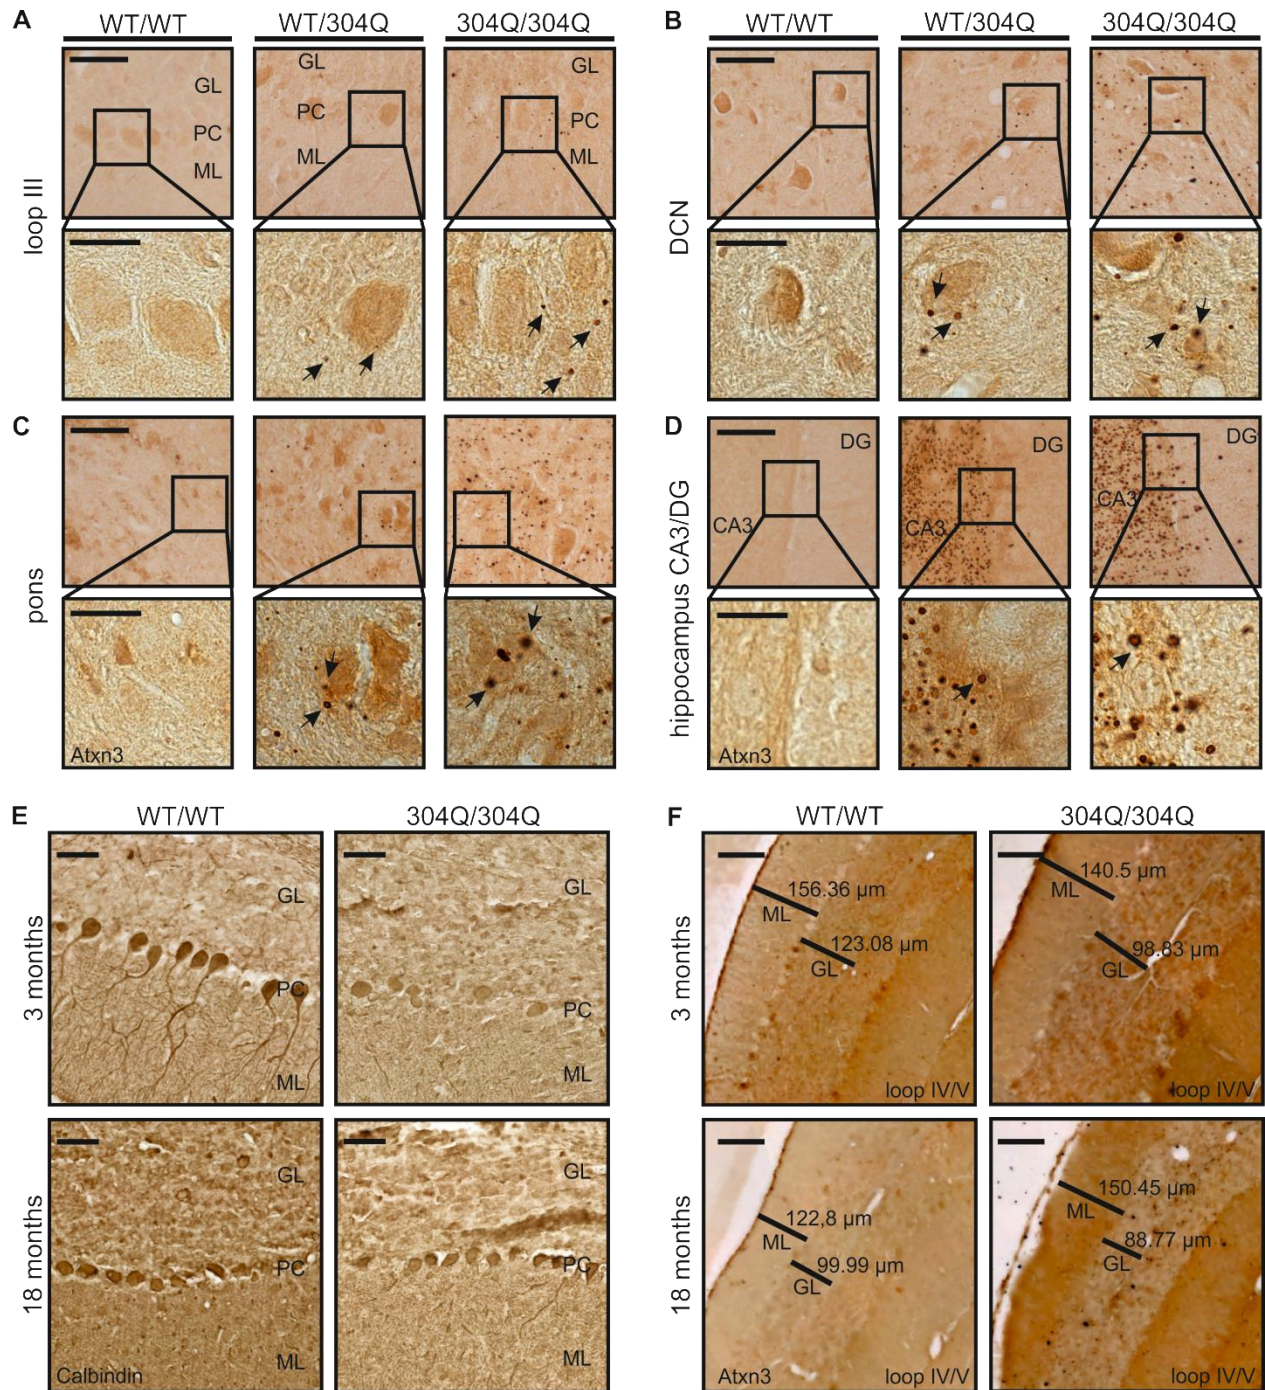 A
WT/WT
WT/304Q
304Q/304Q
loop III
GL
PC
ML
GL
PC
ML
GL
PC
ML
B
WT/WT
WT/304Q
304Q/304Q
DCN
C
pons
Atxn3
D
hippocampus CA3/DG
DG
CA3
DG
CA3
DG
CA3
Atxn3
E
WT/WT
304Q/304Q
3 months
GL
PC
ML
GL
PC
ML
18 months
GL
PC
ML
Calbindin
GL
PC
ML
F
WT/WT
304Q/304Q
3 months
156.36 µm
ML
123.08 µm
GL
loop IV/V
140.5 µm
ML
98.83 µm
GL
loop IV/V
18 months
122,8 µm
ML
99.99 µm
GL
Atxn3
loop IV/V
150.45 µm
ML
88.77 µm
GL
loop IV/V